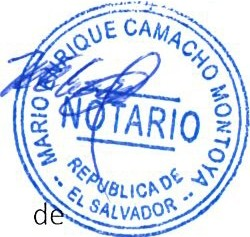 MARIO ENRIQUE CAMACHO MONTOYA
NOTARIO
REPUBLICA DE
-- EL SALVADOR --
de